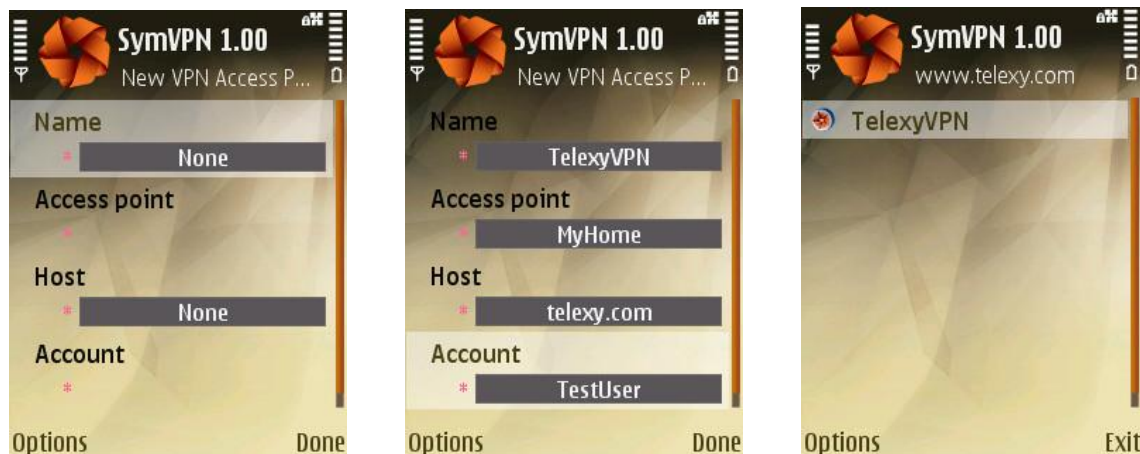 SymVPN 1.00
New VPN Access P...
Name
* None
Access point
*
Host
* None
Account
*
Options Done
SymVPN 1.00
New VPN Access P...
Name
* TelexyVPN
Access point
* MyHome
Host
* telexy.com
Account
* TestUser
Options Done
SymVPN 1.00
www.telexy.com
TelexyVPN
Options Exit